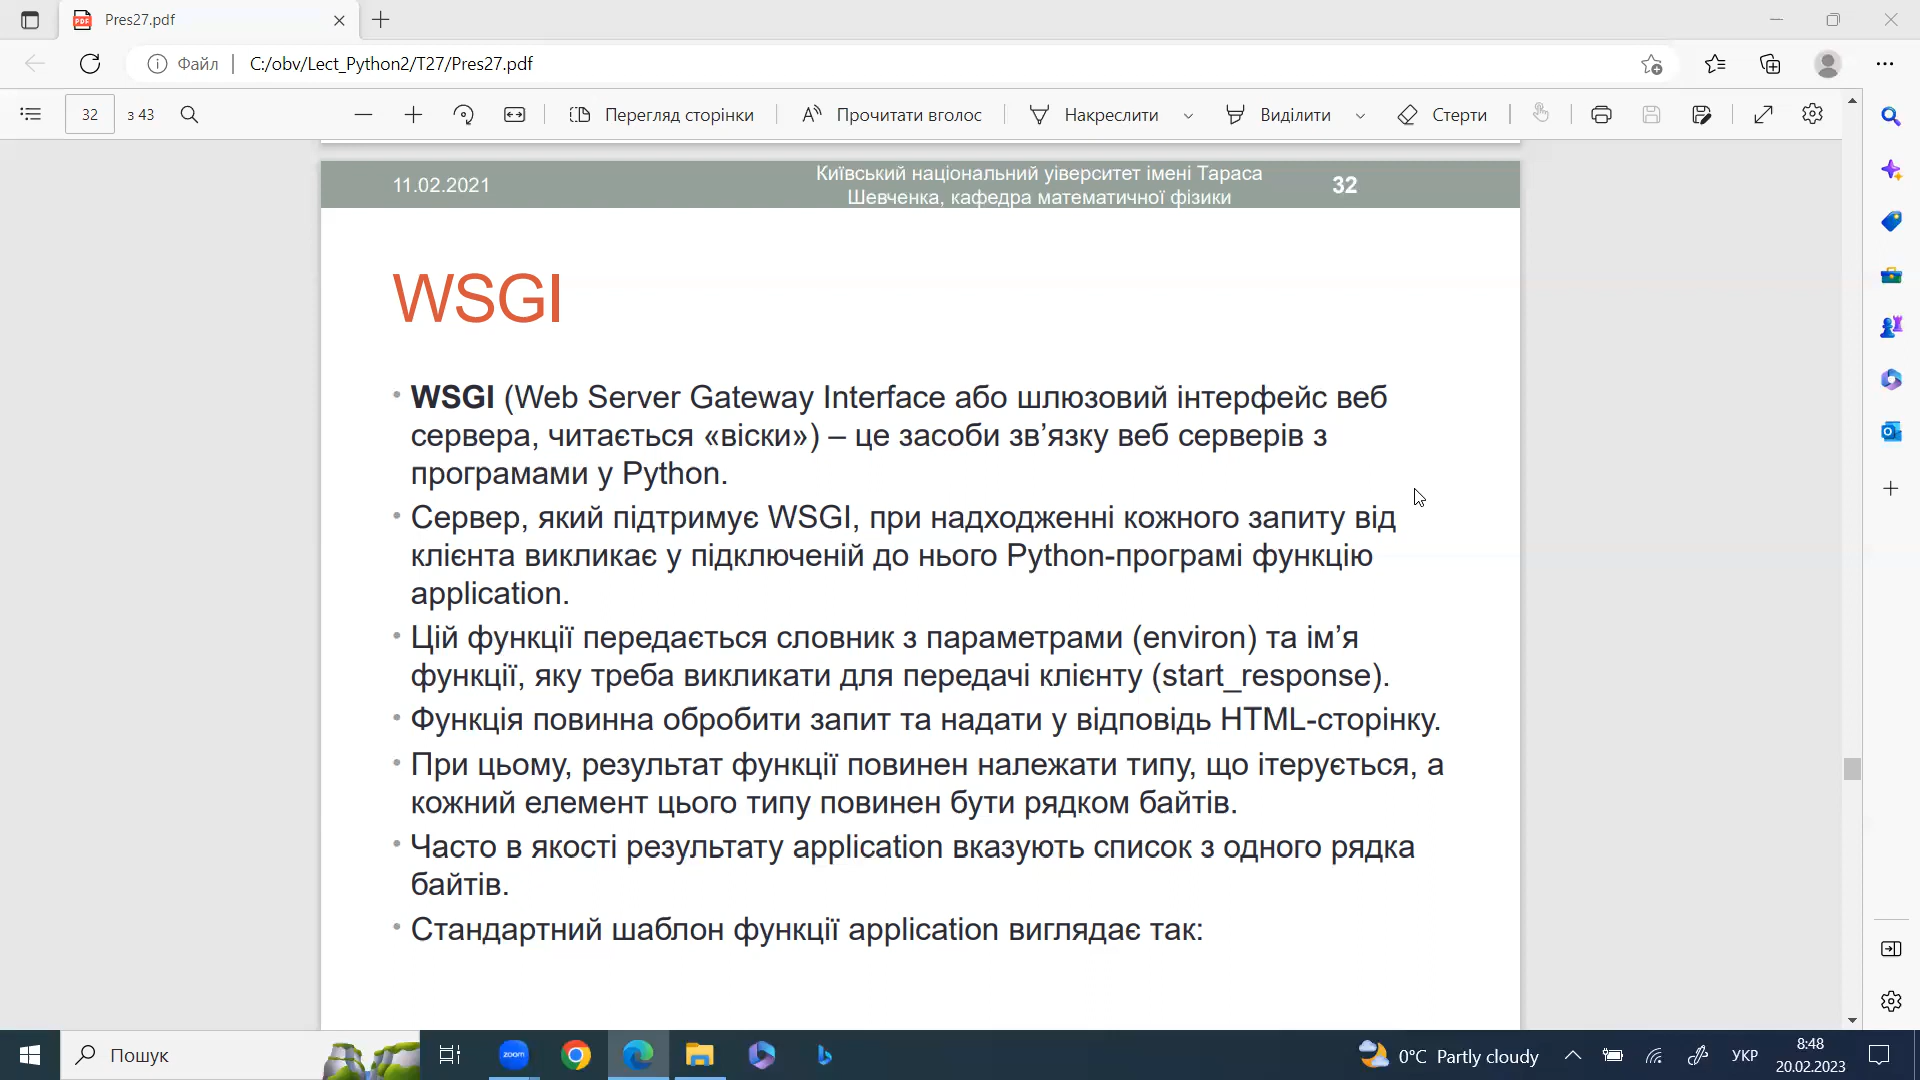 Pres27.pdf
Файл
C:/obv/Lect_Python2/T27/Pres27.pdf
32
з 43
Перегляд сторінки
Прочитати вголос
Накреслити
Виділити
Стерти
11.02.2021
Київський національний уіверситет імені Тараса
Шевченка, кафедра математичної фізики
32
WSGI
• WSGI (Web Server Gateway Interface або шлюзовий інтерфейс веб
сервера, читається «віски») – це засоби зв’язку веб серверів з
програмами у Python.
• Сервер, який підтримує WSGI, при надходженні кожного запиту від
клієнта викликає у підключеній до нього Python-програмі функцію
application.
• Цій функції передається словник з параметрами (environ) та ім’я
функції, яку треба викликати для передачі клієнту (start_response).
• Функція повинна обробити запит та надати у відповідь HTML-сторінку.
• При цьому, результат функції повинен належати типу, що ітерується, а
кожний елемент цього типу повинен бути рядком байтів.
• Часто в якості результату application вказують список з одного рядка
байтів.
• Стандартний шаблон функції application виглядає так:
Пошук
zoom
0°C Partly cloudy
УКР
8:48
20.02.2023